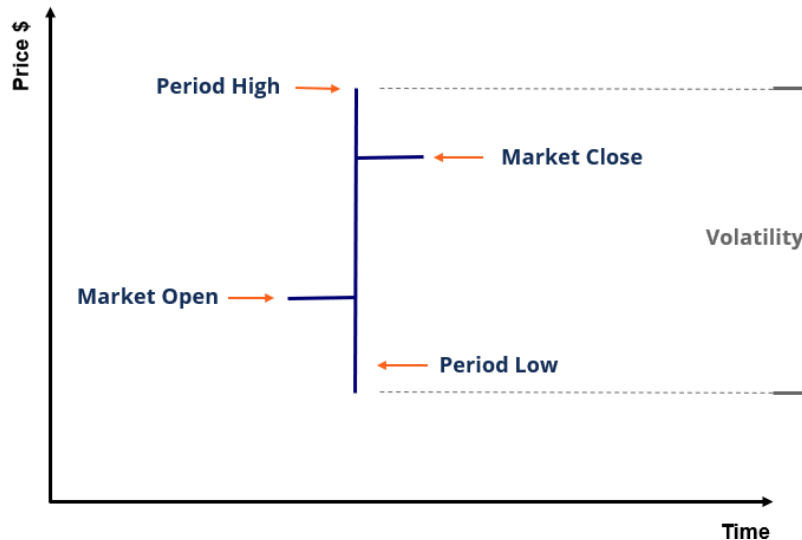 Price $
Period High
Market Close
Volatility
Market Open
Period Low
Time